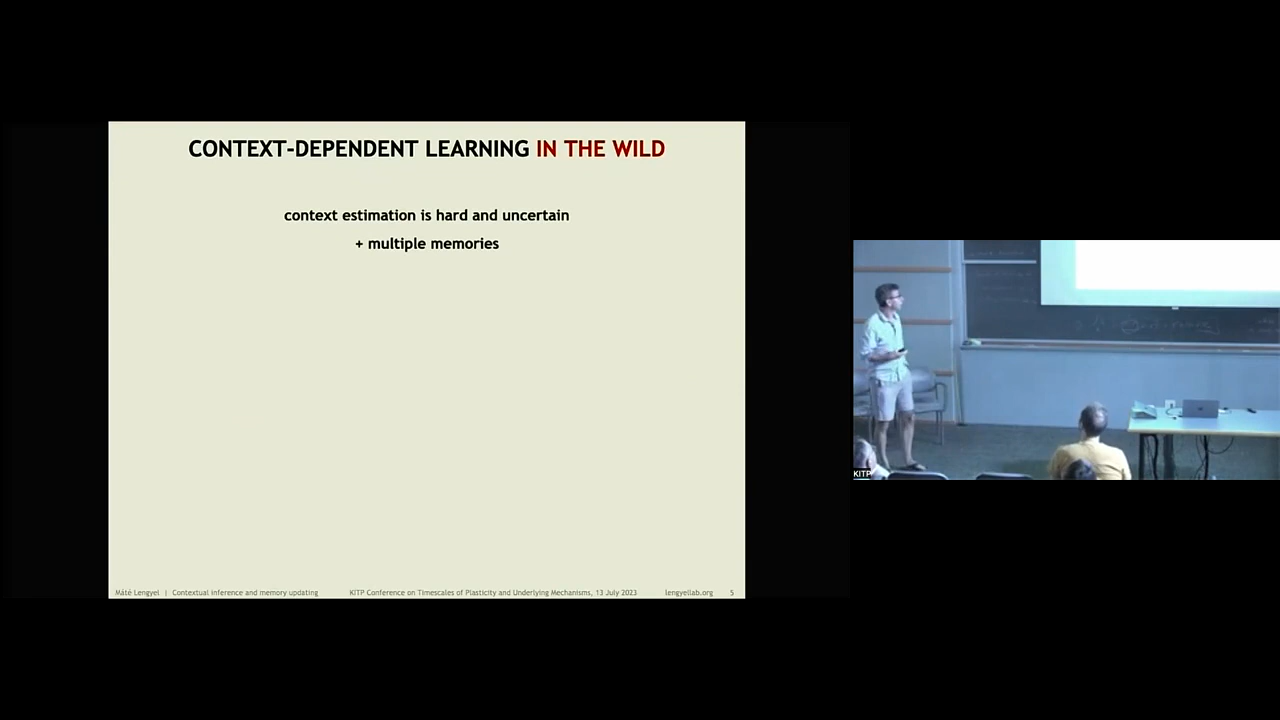 CONTEXT-DEPENDENT LEARNING IN THE WILD
context estimation is hard and uncertain
+ multiple memories
Máté Lengyel | Contextual inference and memory updating KITP Conference on Timescales of Plasticity and Underlying Mechanisms, 13 July 2023 lengyellab.org 5
KITP